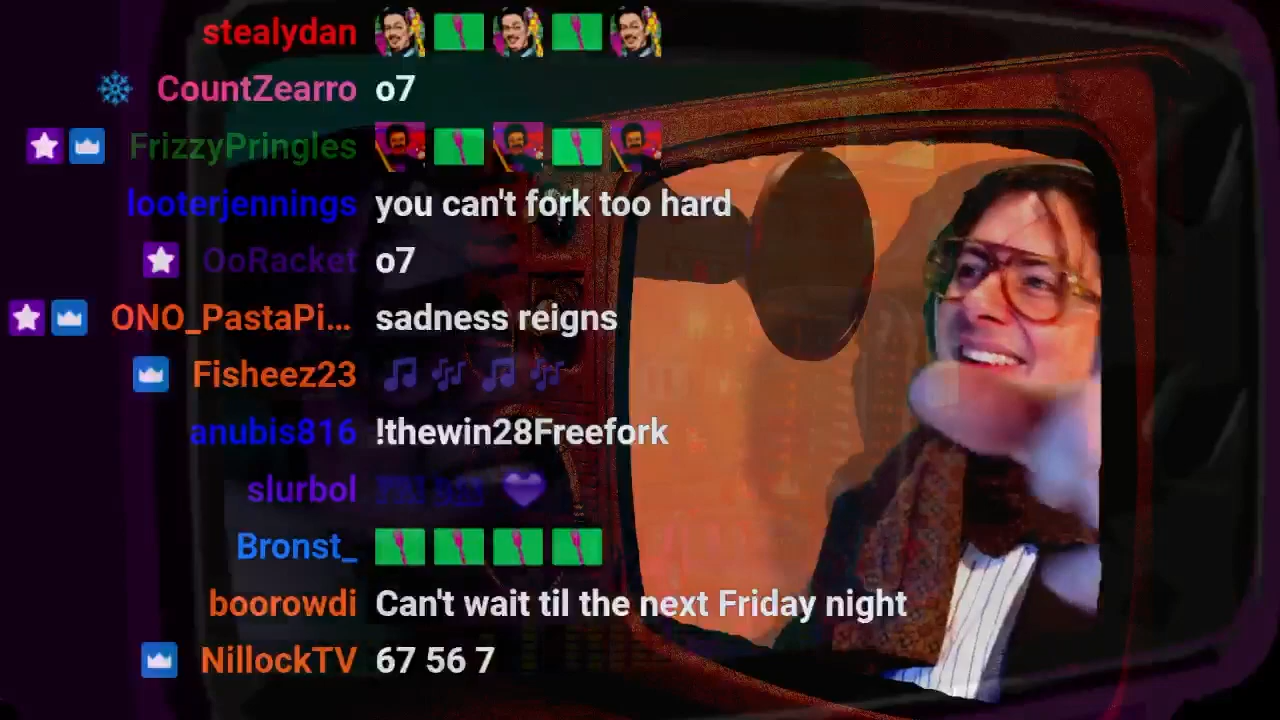 stealydan
CountZearro o7
FrizzyPringles
looterjennings you can't fork too hard
OoRacket o7
ONO_PastaPi... sadness reigns
Fisheez23
anubis816 !thewin28Freefork
slurbol
Bronst_
boorowdi Can't wait til the next Friday night
NillockTV 67 56 7